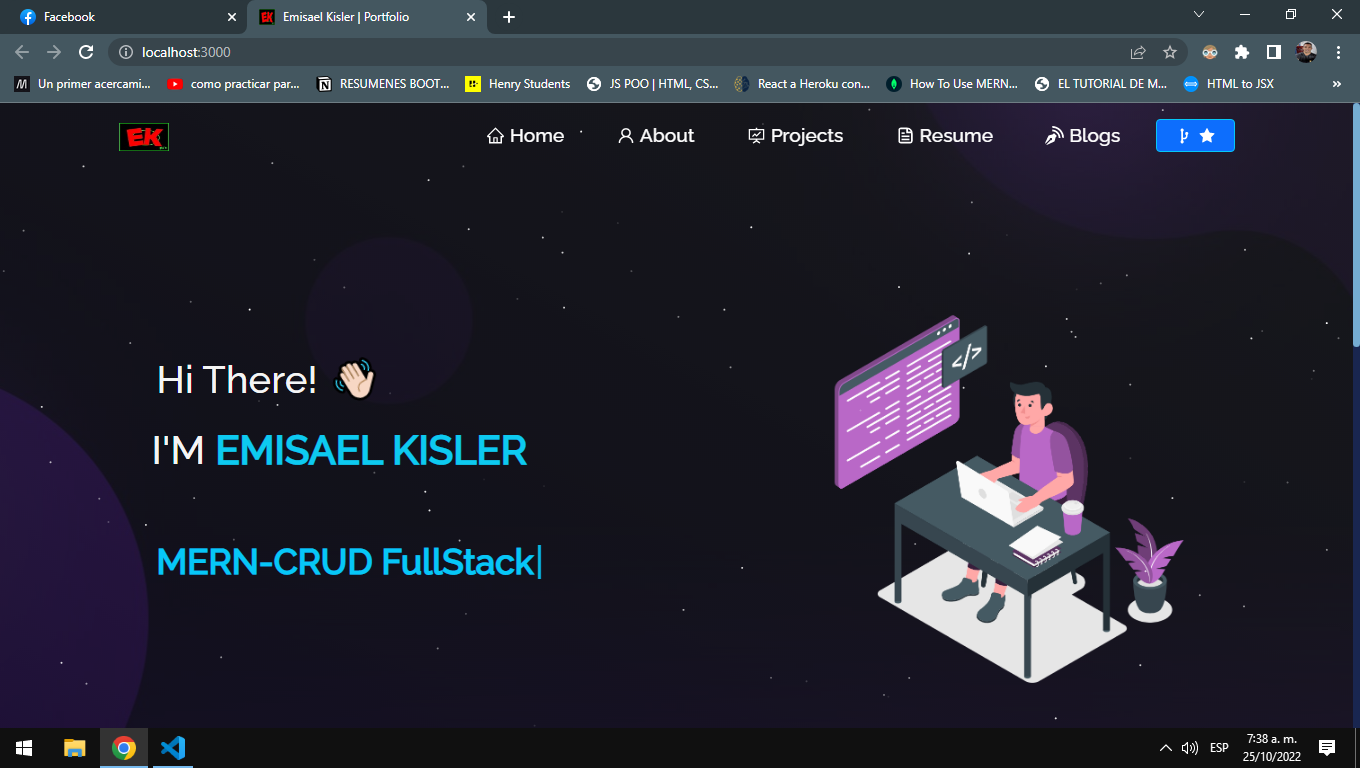 Facebook
Emisael Kisler | Portfolio
localhost:3000
Un primer acercami...
como practicar par...
RESUMENES BOOT...
Henry Students
JS POO | HTML, CS...
React a Heroku con...
How To Use MERN...
EL TUTORIAL DE M...
HTML to JSX
»
EK
Home
About
Projects
Resume
Blogs
</>
Hi There! 👋🏻
I'M EMISAEL KISLER
MERN-CRUD FullStack|
ESP
7:38 a. m.
25/10/2022